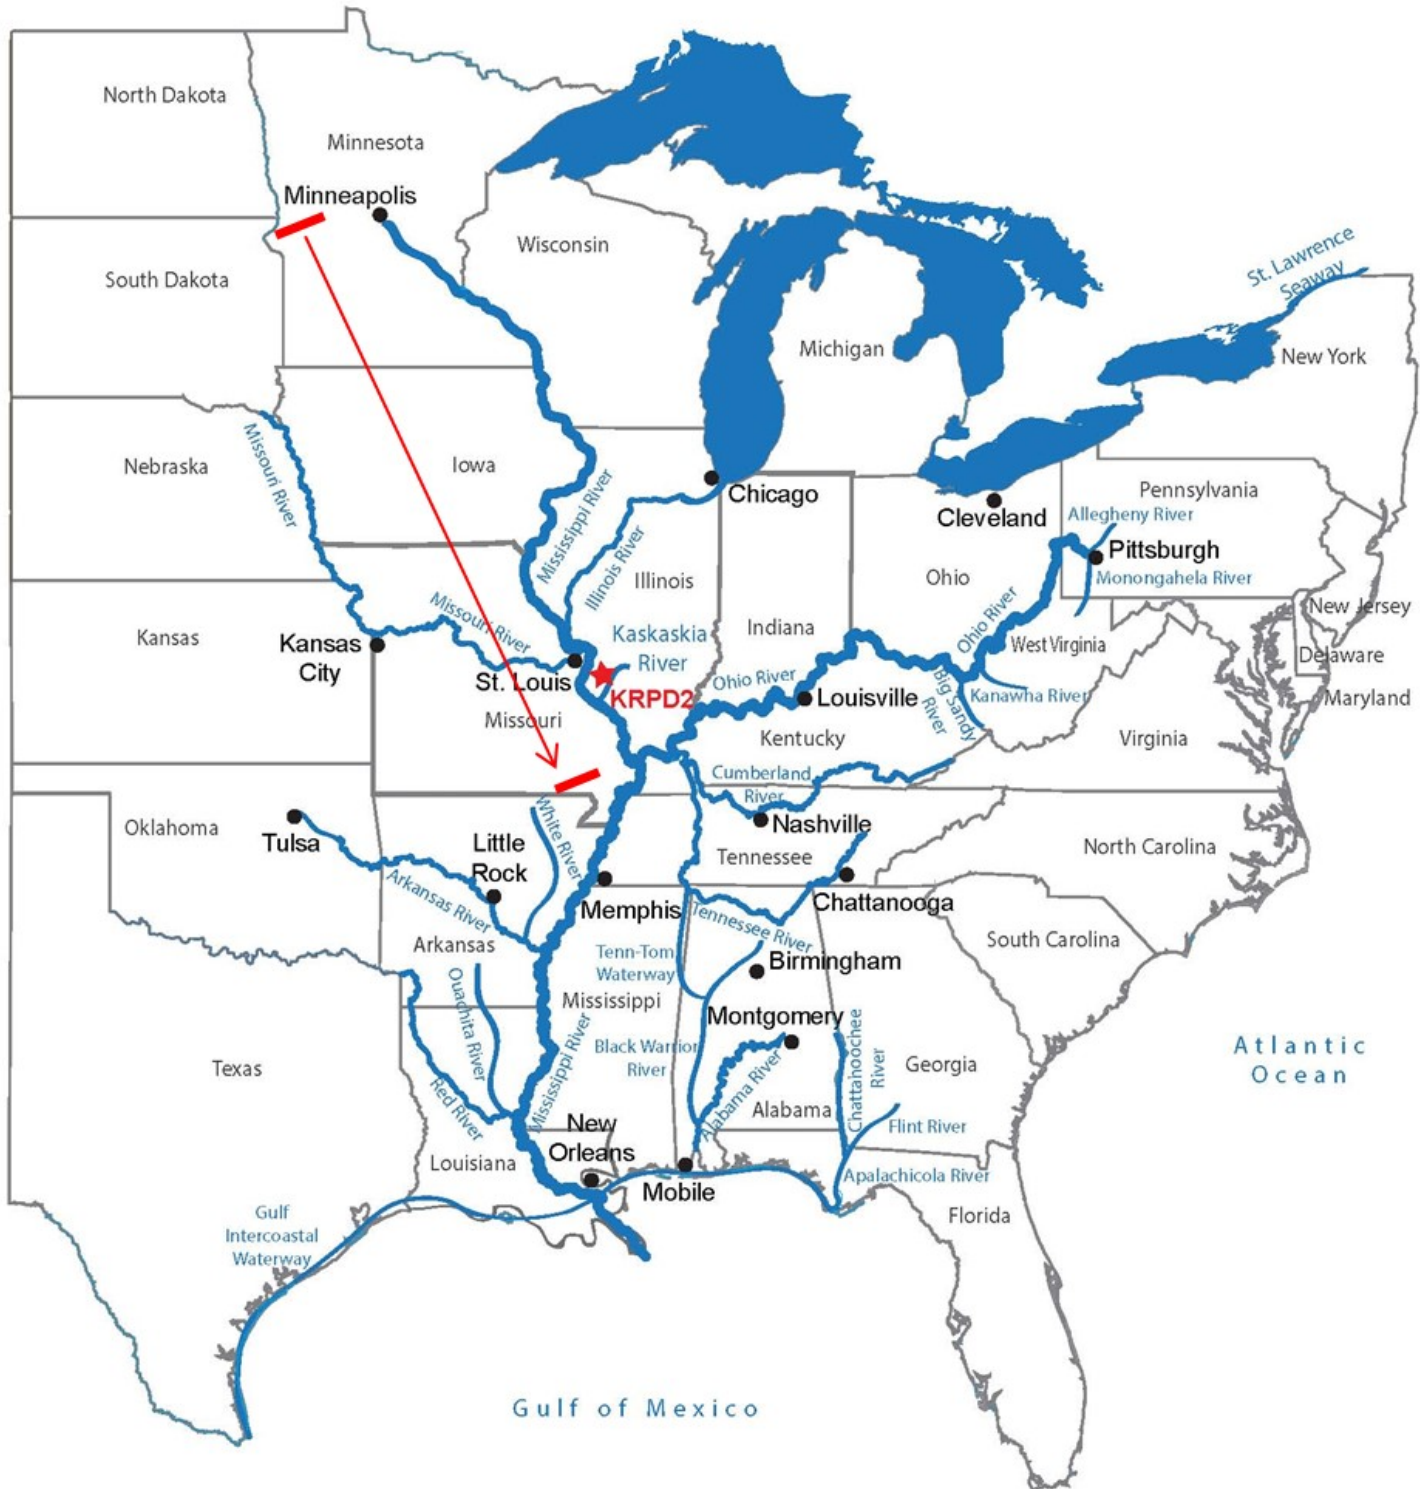 North Dakota
Minnesota
Minneapolis
Wisconsin
South Dakota
St. Lawrence
Seaway
Michigan
New York
Nebraska
Missouri River
Iowa
Mississippi River
Chicago
Cleveland
Pennsylvania
Allegheny River
Pittsburgh
Monongahela River
Illinois River
Illinois
Ohio
Indiana
Ohio River
New Jersey
Kansas
Kansas
City
Missouri River
Kaskaskia
River
St. Louis
KRPD2
Missouri
Ohio River
Louisville
West Virginia
Delaware
Maryland
Big Sandy
River
Kanawha River
Kentucky
Virginia
Cumberland
River
Oklahoma
Tulsa
Little
Rock
White River
Nashville
Tennessee
North Carolina
Arkansas River
Memphis
Chattanooga
Tennessee River
South Carolina
Arkansas
Tenn-Tom
Waterway
Birmingham
Ouachita River
Mississippi
Montgomery
Mississippi River
Black Warrior
River
Alabama River
Chattahoochee
River
Georgia
Atlantic
Ocean
Texas
Red River
Alabama
Flint River
New
Orleans
Louisiana
Mobile
Apalachicola River
Florida
Gulf
Intercoastal
Waterway
Gulf of Mexico